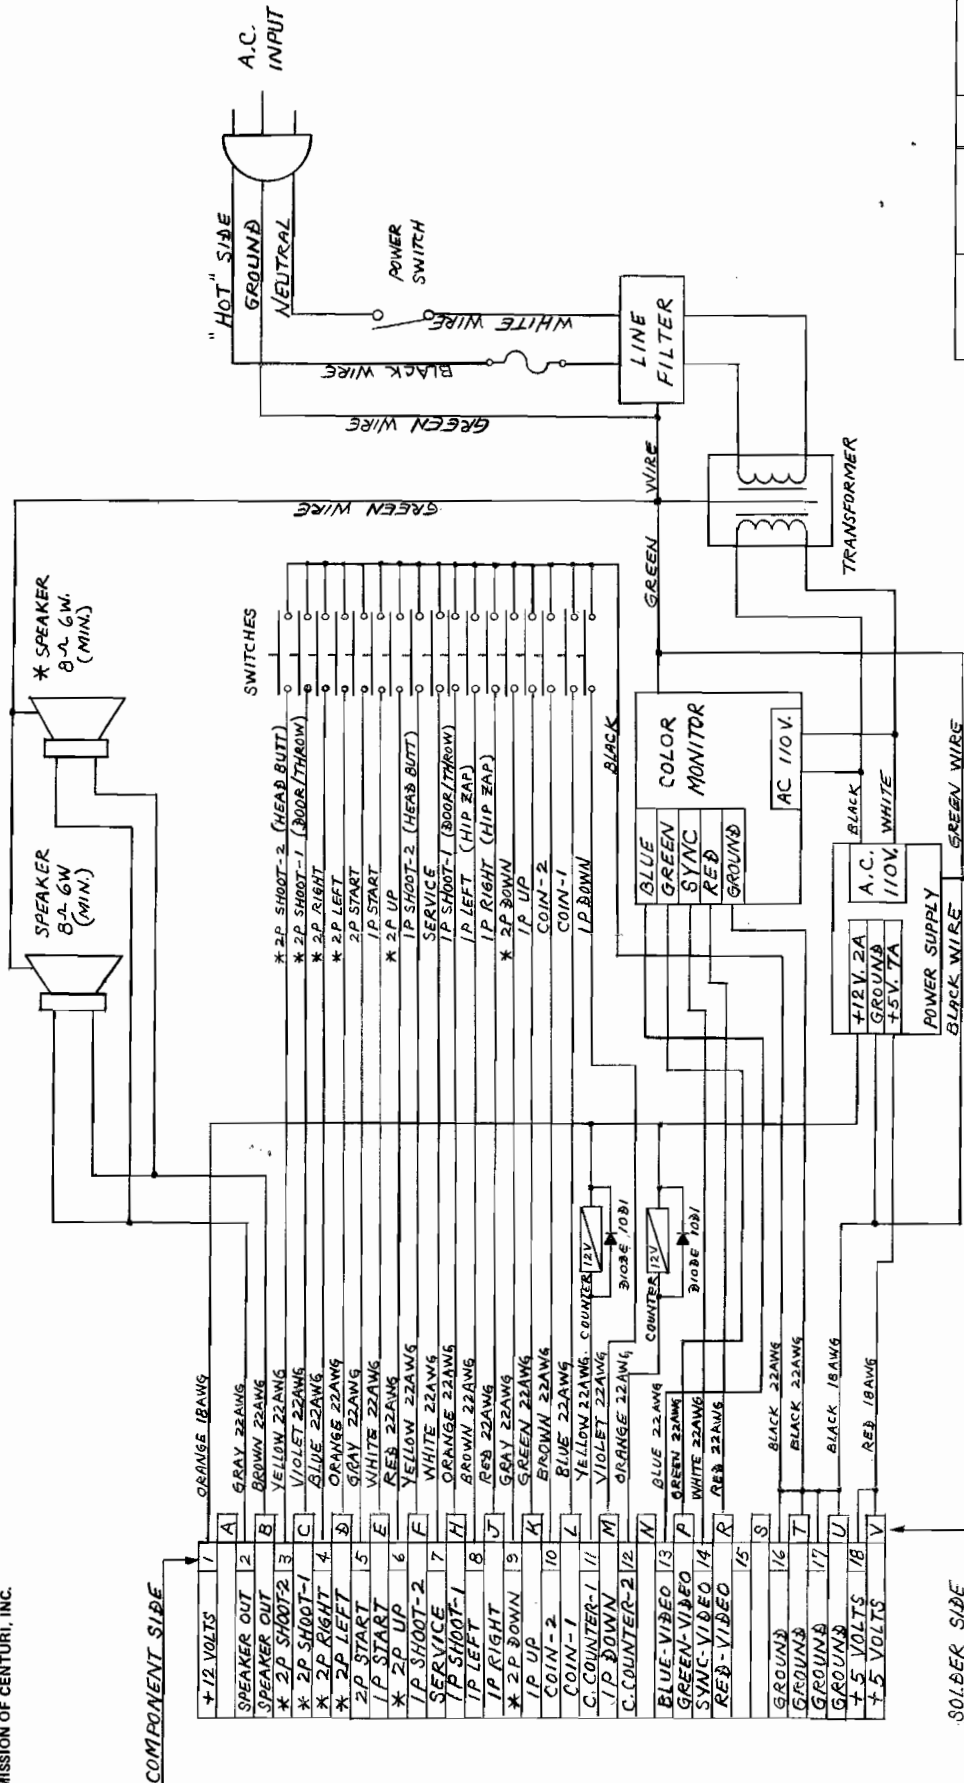 MISSION OF CENTURI, INC.
A.C.
INPUT
"HOT" SIDE
GROUND
NEUTRAL
POWER
SWITCH
WHITE WIRE
BLACK WIRE
GREEN WIRE
LINE
FILTER
GREEN WIRE
GREEN WIRE
TRANSFORMER
* SPEAKER
8Ω 6W.
(MIN.)
SPEAKER
8Ω 6W
(MIN.)
SWITCHES
* 2P SHOOT-2 (HEAD BUTT)
* 2P SHOOT-1 (DOOR/THROW)
* 2P RIGHT
* 2P LEFT
2P START
1P START
* 2P UP
1P SHOOT-2 (HEAD BUTT)
SERVICE
1P SHOOT-1 (DOOR/THROW)
1P LEFT (HIP ZAP)
1P RIGHT (HIP ZAP)
* 2P DOWN
1P UP
COIN-2
COIN-1
1P DOWN
BLACK
COLOR
MONITOR
BLUE
GREEN
SYNC
RED
GROUND
AC 110V.
BLACK
WHITE
GREEN WIRE
A.C.
110V.
+12V. 2A
GROUND
+5V. 7A
POWER SUPPLY
BLACK WIRE
COUNTER 12V
DIODE 10D1
COUNTER 12V
DIODE 10D1
ORANGE 18AWG
GRAY 22AWG
BROWN 22AWG
YELLOW 22AWG
VIOLET 22AWG
BLUE 22AWG
ORANGE 22AWG
GRAY 22AWG
WHITE 22AWG
RED 22AWG
YELLOW 22AWG
WHITE 22AWG
ORANGE 22AWG
BROWN 22AWG
RED 22AWG
GRAY 22AWG
GREEN 22AWG
BROWN 22AWG
BLUE 22AWG
YELLOW 22AWG.
VIOLET 22AWG
ORANGE 22AWG
BLUE 22AWG
GREEN 22AWG
WHITE 22AWG
RED 22AWG
BLACK 22AWG
BLACK 22AWG
BLACK 18AWG
RED 18AWG
COMPONENT SIDE
+12 VOLTS 1
A
SPEAKER OUT 2
SPEAKER OUT B
* 2P SHOOT-2 3
* 2P SHOOT-1 C
* 2P RIGHT 4
* 2P LEFT D
2P START 5
1P START E
* 2P UP 6
1P SHOOT-2 F
SERVICE 7
1P SHOOT-1 H
1P LEFT 8
1P RIGHT J
* 2P DOWN 9
1P UP K
COIN-2 10
COIN-1 L
C. COUNTER-1 11
1P DOWN M
C. COUNTER-2 12
N
BLUE-VIDEO 13
GREEN-VIDEO P
SYNC-VIDEO 14
RED-VIDEO R
15
S
GROUND 16
GROUND T
GROUND 17
GROUND U
+5 VOLTS 18
+5 VOLTS V
SOLDER SIDE